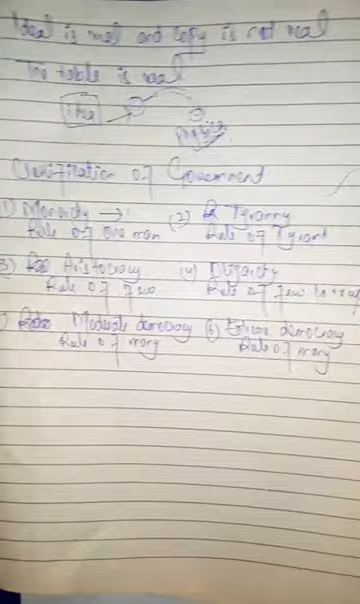 Ideal is real and copy is not real
The table is real
idea
Physical
Classification of Government
(1) Monarchy → (2) Tyranny
Rule of one man Rule of Tyrant
3) Aristocracy (4) Oligarchy
Rule of Few Rule of few
Moderate democracy (6) Extreme democracy
Rule of many Rule of many